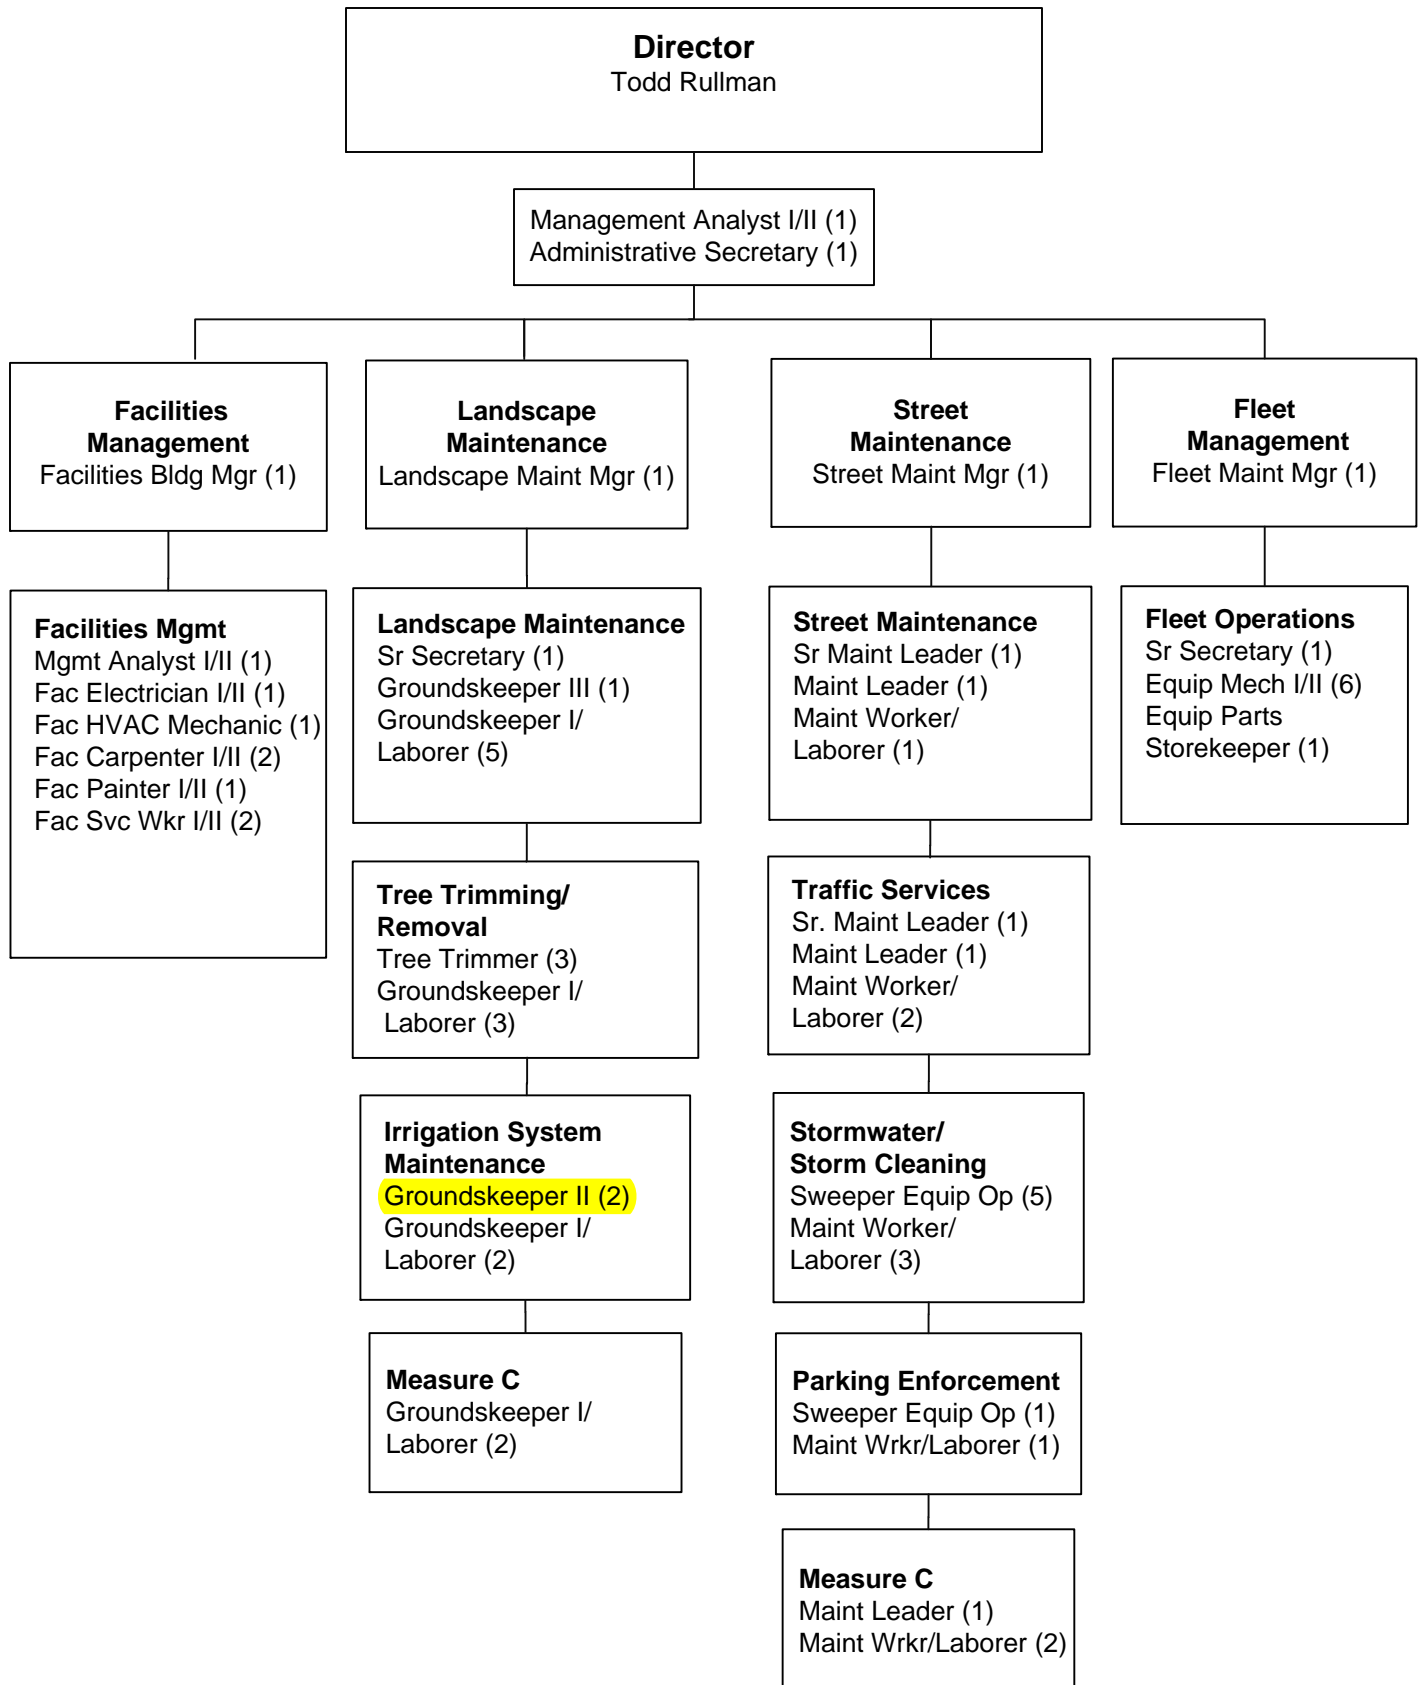 Director
Todd Rullman
Management Analyst I/II (1)
Administrative Secretary (1)
Facilities
Management
Facilities Bldg Mgr (1)
Landscape
Maintenance
Landscape Maint Mgr (1)
Street
Maintenance
Street Maint Mgr (1)
Fleet
Management
Fleet Maint Mgr (1)
Facilities Mgmt
Mgmt Analyst I/II (1)
Fac Electrician I/II (1)
Fac HVAC Mechanic (1)
Fac Carpenter I/II (2)
Fac Painter I/II (1)
Fac Svc Wkr I/II (2)
Landscape Maintenance
Sr Secretary (1)
Groundskeeper III (1)
Groundskeeper I/
Laborer (5)
Tree Trimming/
Removal
Tree Trimmer (3)
Groundskeeper I/
Laborer (3)
Irrigation System
Maintenance
Groundskeeper II (2)
Groundskeeper I/
Laborer (2)
Measure C
Groundskeeper I/
Laborer (2)
Street Maintenance
Sr Maint Leader (1)
Maint Leader (1)
Maint Worker/
Laborer (1)
Traffic Services
Sr. Maint Leader (1)
Maint Leader (1)
Maint Worker/
Laborer (2)
Stormwater/
Storm Cleaning
Sweeper Equip Op (5)
Maint Worker/
Laborer (3)
Parking Enforcement
Sweeper Equip Op (1)
Maint Wrkr/Laborer (1)
Measure C
Maint Leader (1)
Maint Wrkr/Laborer (2)
Fleet Operations
Sr Secretary (1)
Equip Mech I/II (6)
Equip Parts
Storekeeper (1)